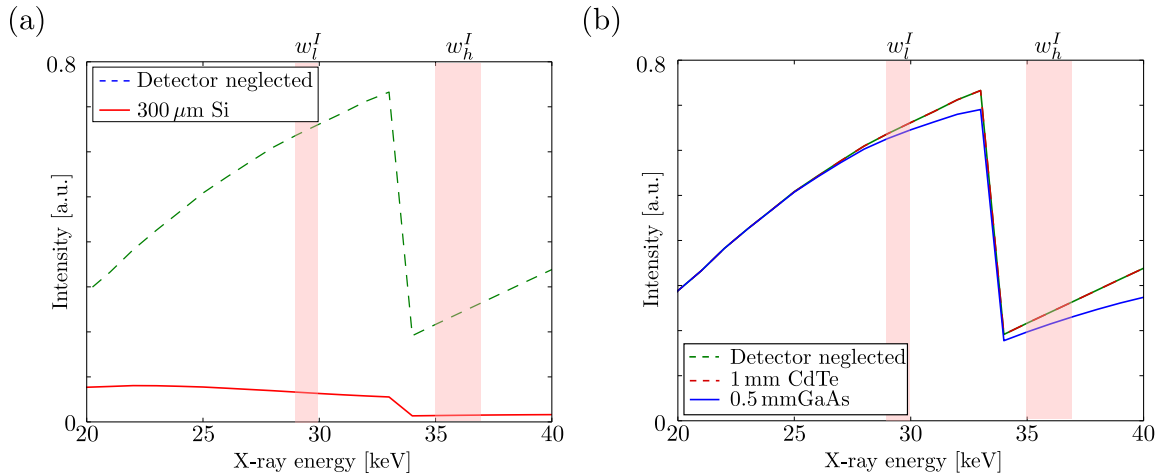 (a)
w_l^I
w_h^I
0.8
Detector neglected
300 μm Si
Intensity [a.u.]
0
20
25
30
35
40
X-ray energy [keV]
(b)
w_l^I
w_h^I
0.8
Intensity [a.u.]
Detector neglected
1 mm CdTe
0.5 mmGaAs
0
20
25
30
35
40
X-ray energy [keV]